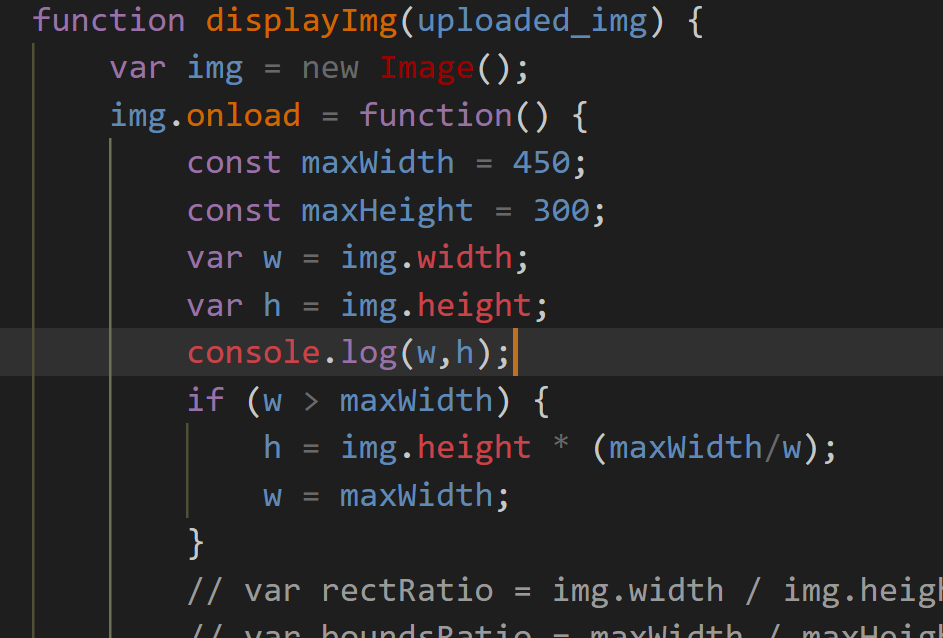 function displayImg(uploaded_img) {
var img = new Image();
img.onload = function() {
const maxWidth = 450;
const maxHeight = 300;
var w = img.width;
var h = img.height;
console.log(w,h);
if (w > maxWidth) {
h = img.height * (maxWidth/w);
w = maxWidth;
}
// var rectRatio = img.width / img.heigh
// var boundsRatio = maxWidth / maxHeigh